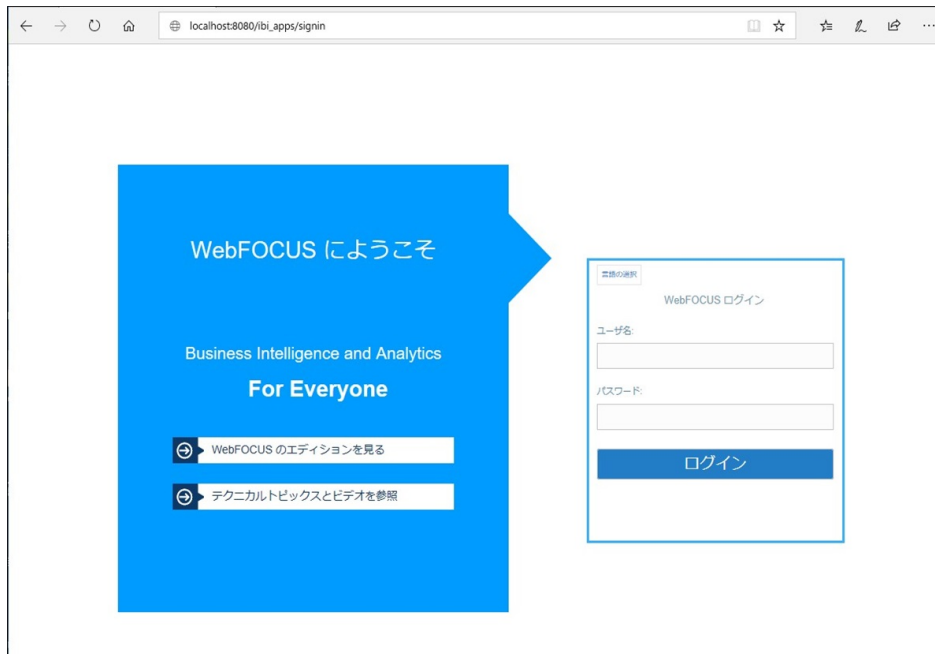 localhost:8080/ibi_apps/signin
WebFOCUS にようこそ
Business Intelligence and Analytics
For Everyone
WebFOCUS のエディションを見る
テクニカルトピックスとビデオを参照
言語の選択
WebFOCUS ログイン
ユーザ名:
パスワード:
ログイン